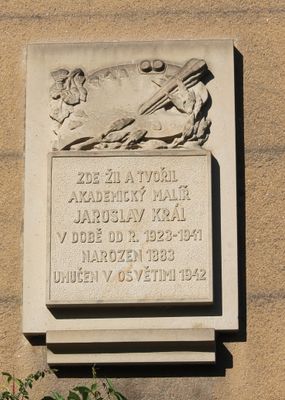 ZDE ŽIL A TVOŘIL
AKADEMICKÝ MALÍŘ
JAROSLAV KRÁL
V DOBĚ OD R. 1923-1941
NAROZEN 1883
UMUČEN V OSVĚTIMI 1942